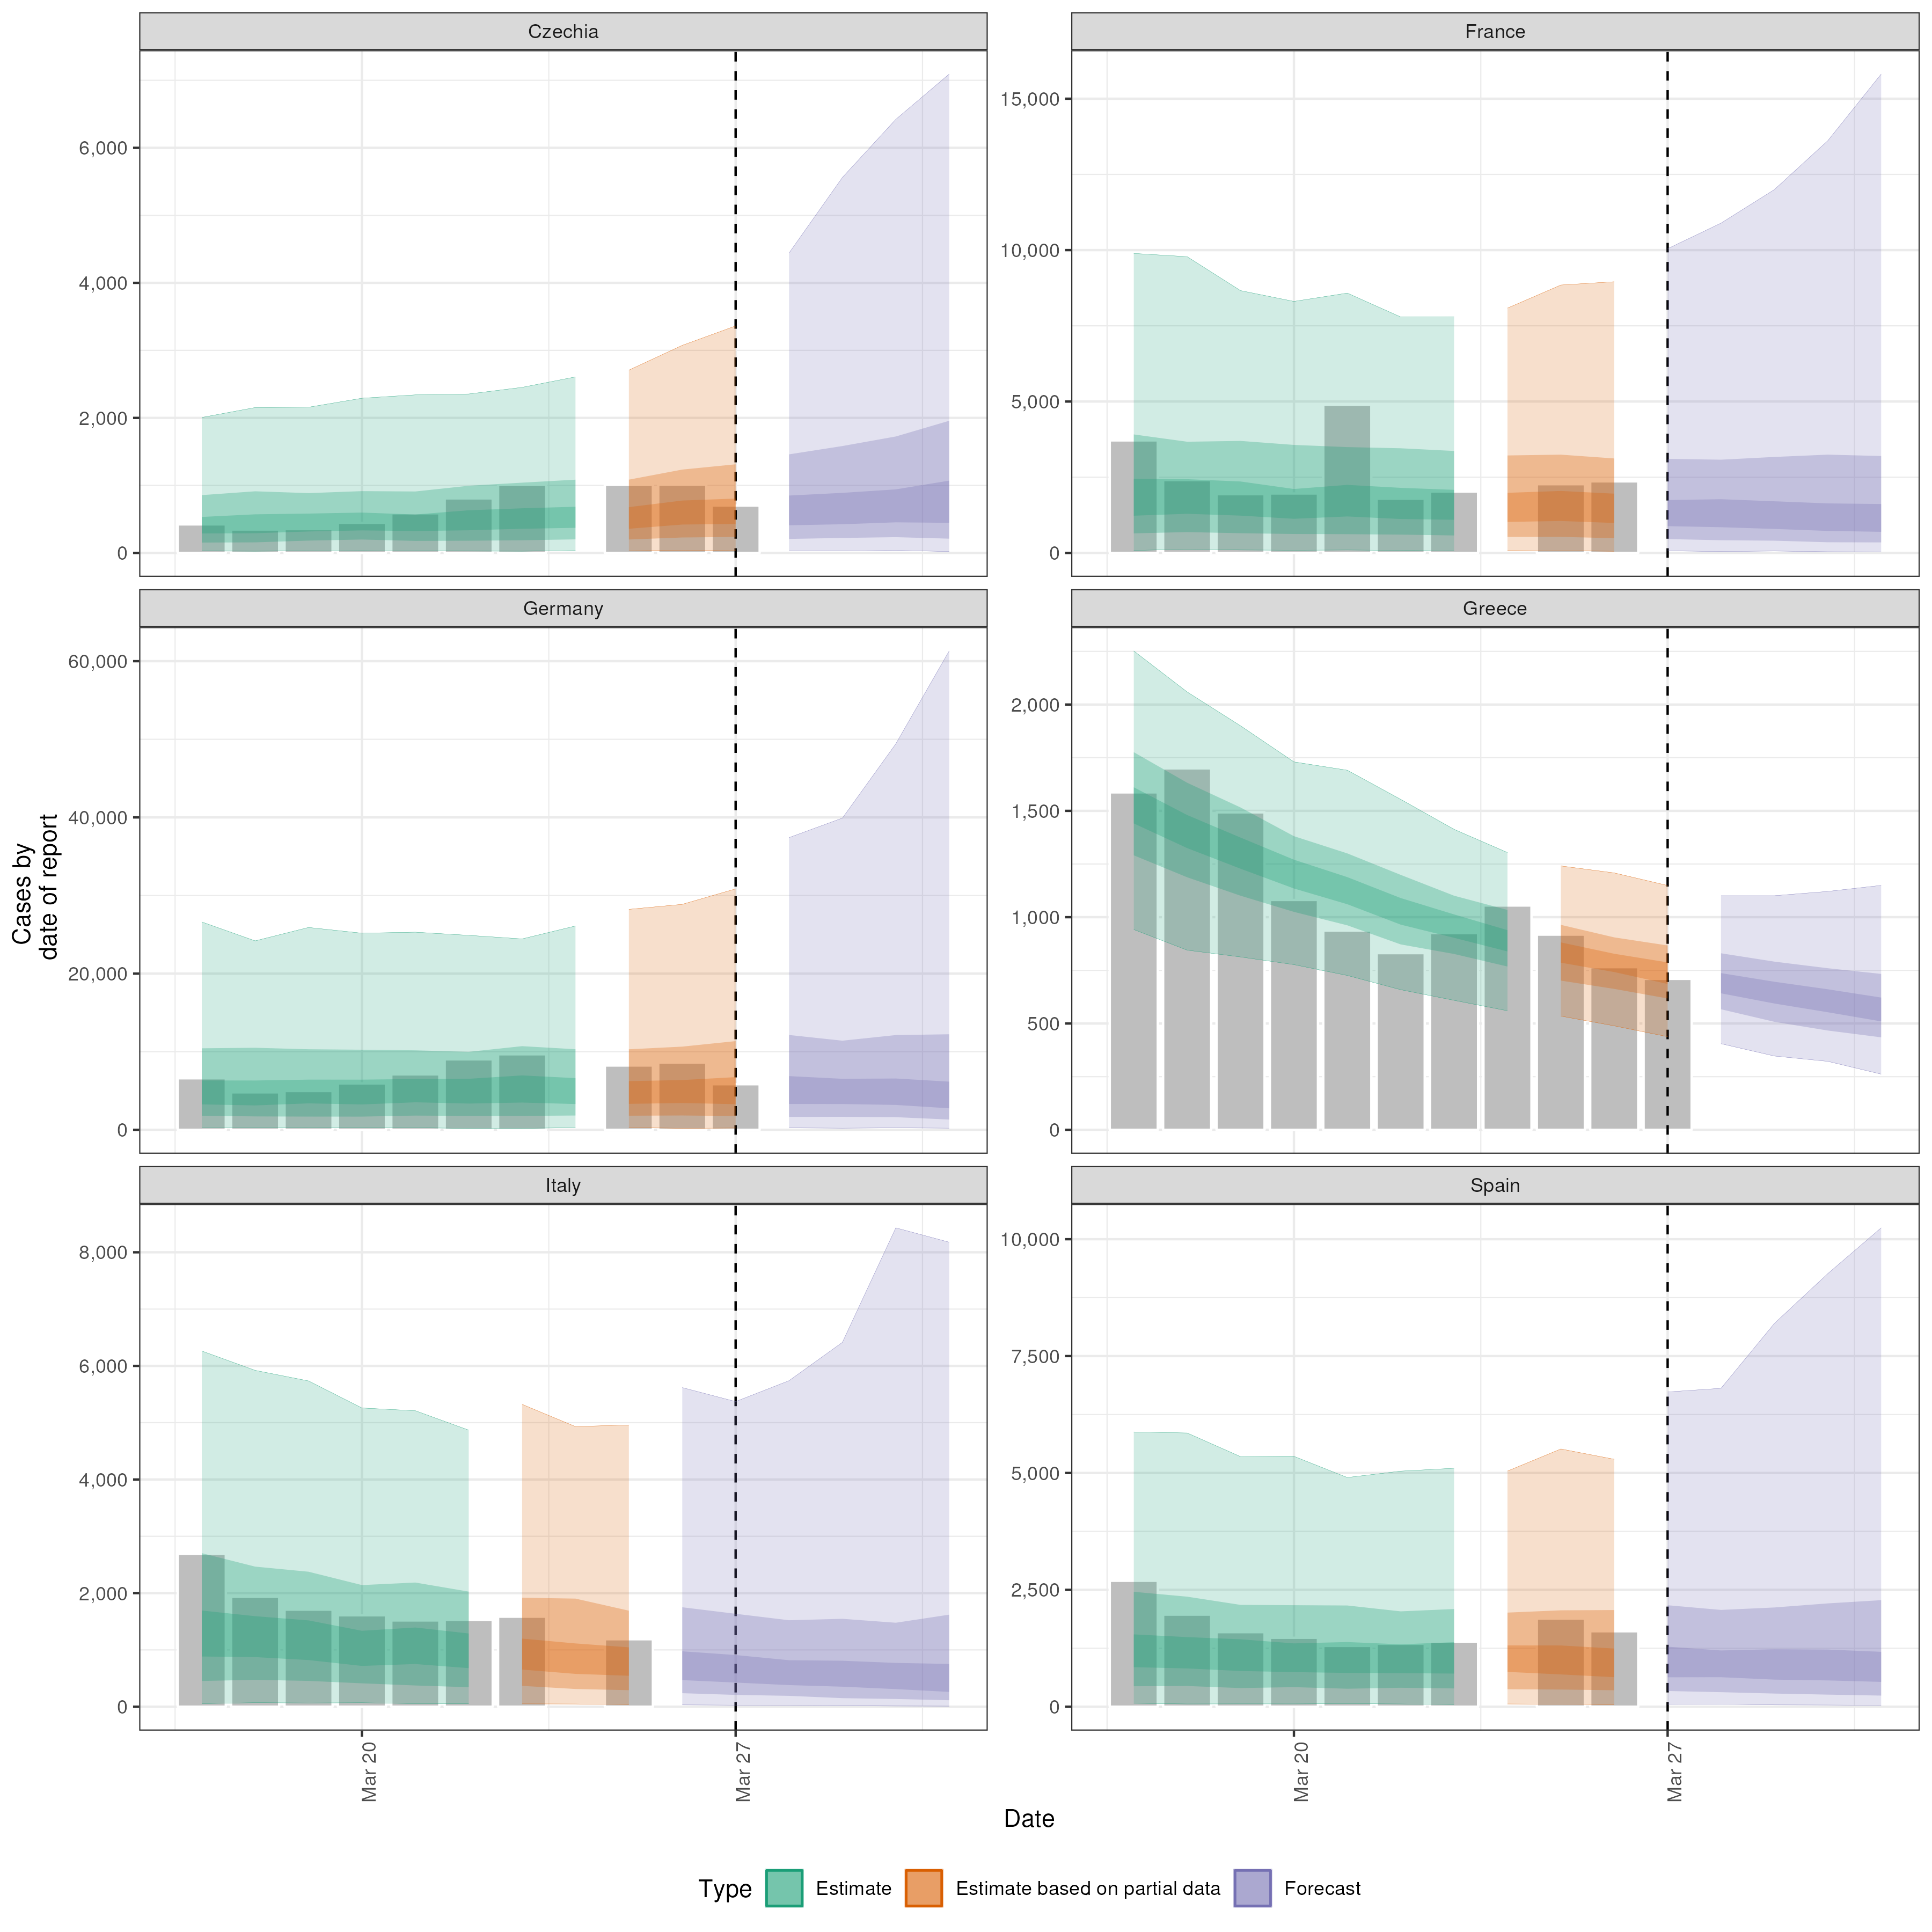 Czechia
France
6,000
4,000
2,000
0
15,000
10,000
5,000
0
Germany
Greece
60,000
40,000
20,000
0
2,000
1,500
1,000
500
0
Cases by
date of report
Italy
Spain
8,000
6,000
4,000
2,000
0
10,000
7,500
5,000
2,500
0
Mar 20
Mar 27
Mar 20
Mar 27
Date
Type
Estimate
Estimate based on partial data
Forecast